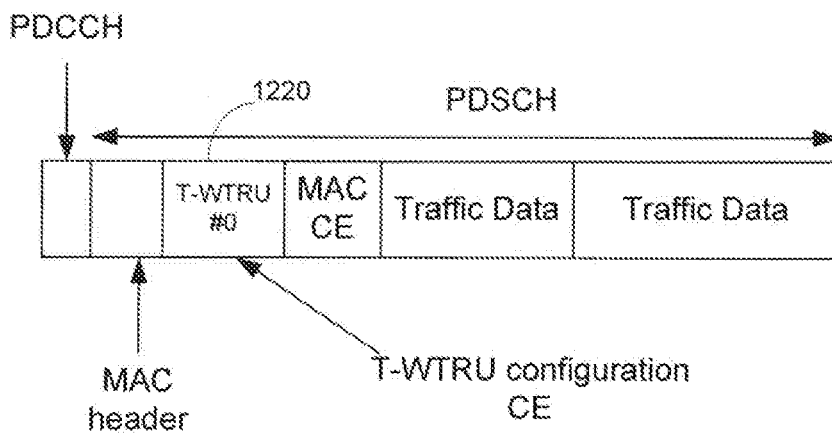 PDCCH
1220
PDSCH
T-WTRU
#0
MAC
CE
Traffic Data
Traffic Data
MAC
header
T-WTRU configuration
CE